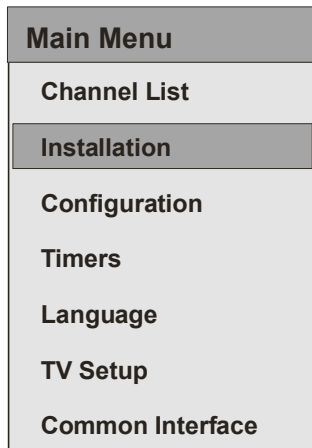 Main Menu
Channel List
Installation
Configuration
Timers
Language
TV Setup
Common Interface